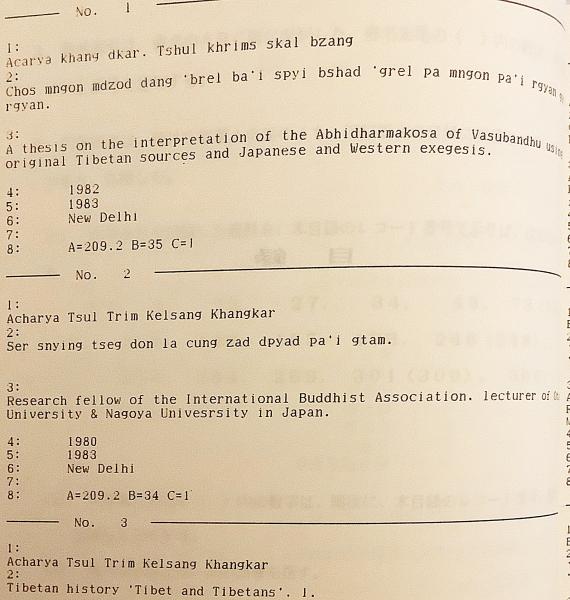 No. 1
1:
Acarya khang dkar. Tshul khrims skal bzang
2:
Chos mngon mdzod dang 'brel ba'i spyi bshad 'grel pa mngon pa'i rgyan
rgyan.
3:
A thesis on the interpretation of the Abhidharmakosa of Vasubandhu using
original Tibetan sources and Japanese and Western exegesis.
4: 1982
5: 1983
6: New Delhi
7:
8: A=209.2 B=35 C=1
No. 2
1:
Acharya Tsul Trim Kelsang Khangkar
2:
Ser snying tseg don la cung zad dpyad pa'i gtam.
3:
Research fellow of the International Buddhist Association. lecturer of
University & Nagoya Univesrsity in Japan.
4: 1980
5: 1983
6: New Delhi
7:
8: A=209.2 B=34 C=1
No. 3
1:
Acharya Tsul Trim Kelsang Khangkar
2:
Tibetan history 'Tibet and Tibetans'. 1.